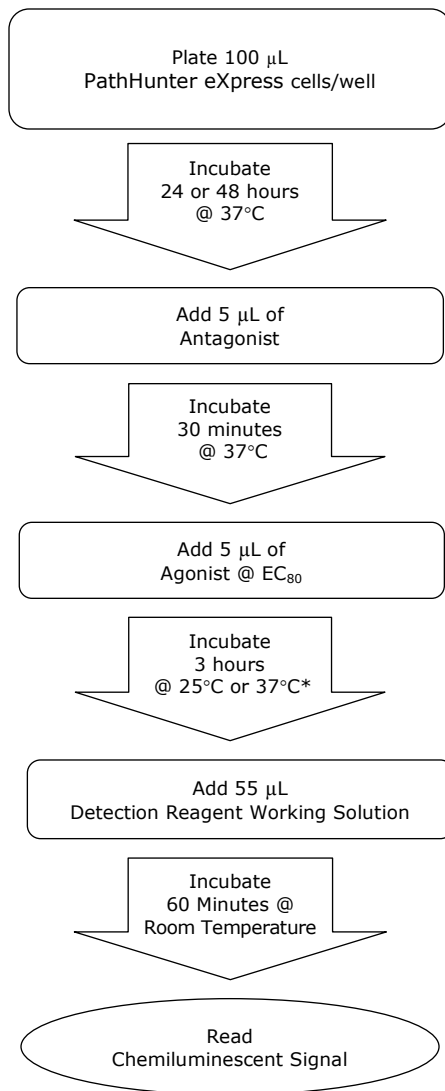 Plate 100 µL
PathHunter eXpress cells/well
Incubate
24 or 48 hours
@ 37°C
Add 5 µL of
Antagonist
Incubate
30 minutes
@ 37°C
Add 5 µL of
Agonist @ EC₈₀
Incubate
3 hours
@ 25°C or 37°C*
Add 55 µL
Detection Reagent Working Solution
Incubate
60 Minutes @
Room Temperature
Read
Chemiluminescent Signal